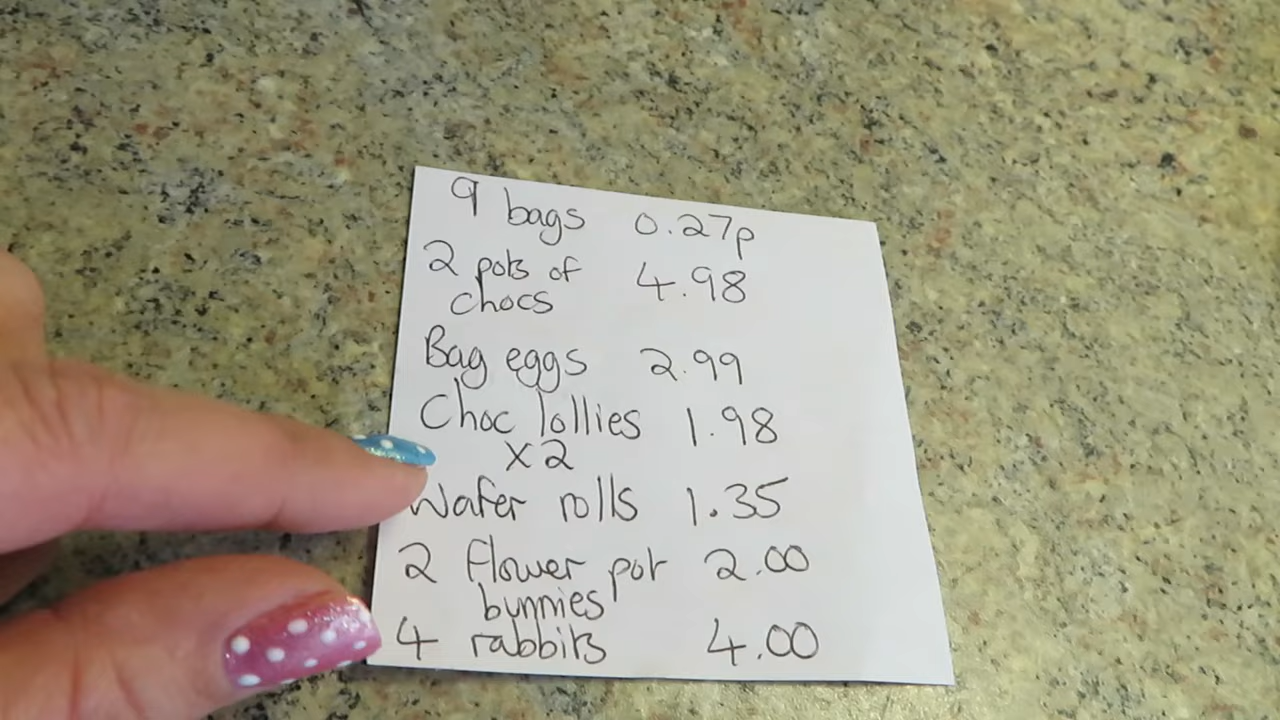 9 bags 0.27p
2 pots of 4.98
chocs
Bag eggs 2.99
Choc lollies 1.98
x2
Wafer rolls 1.35
2 flower pot 2.00
bunnies
4 rabbits 4.00